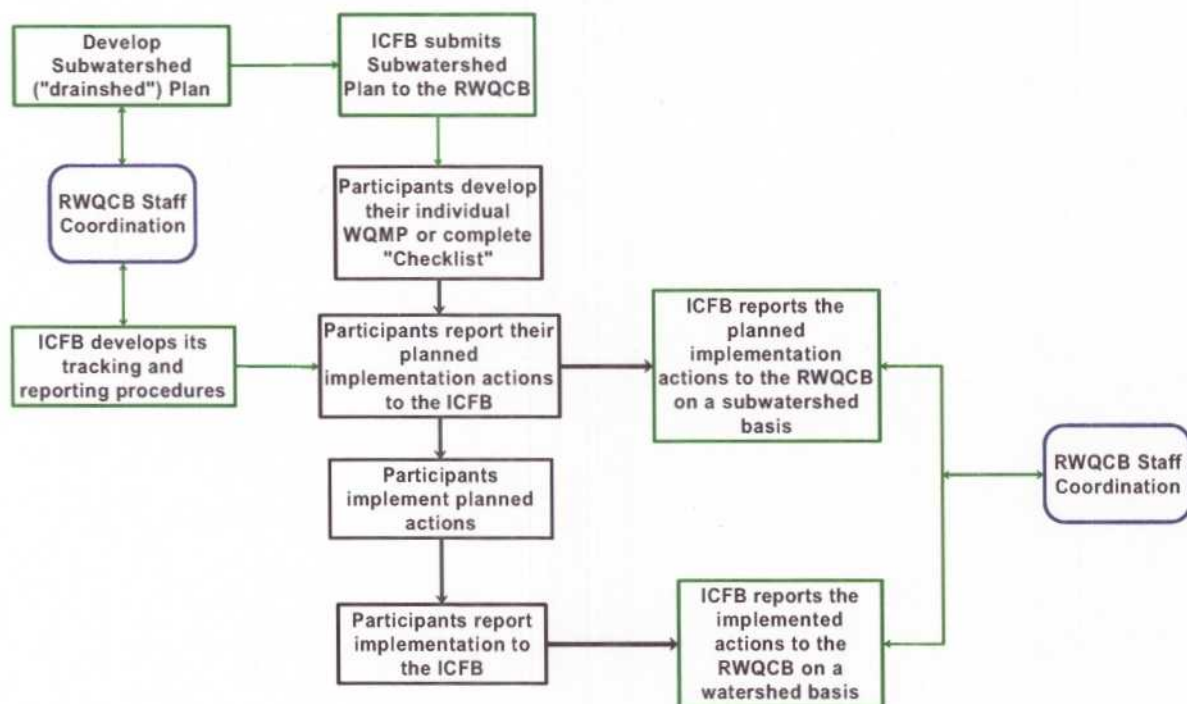 Develop
Subwatershed
("drainshed") Plan
ICFB submits
Subwatershed
Plan to the RWQCB
RWQCB Staff
Coordination
Participants develop
their individual
WQMP or complete
"Checklist"
ICFB develops its
tracking and
reporting procedures
Participants report their
planned
implementation actions
to the ICFB
ICFB reports the
planned
implementation
actions to the RWQCB
on a subwatershed
basis
RWQCB Staff
Coordination
Participants
implement planned
actions
Participants report
implementation to
the ICFB
ICFB reports the
implemented
actions to the
RWQCB on a
watershed basis